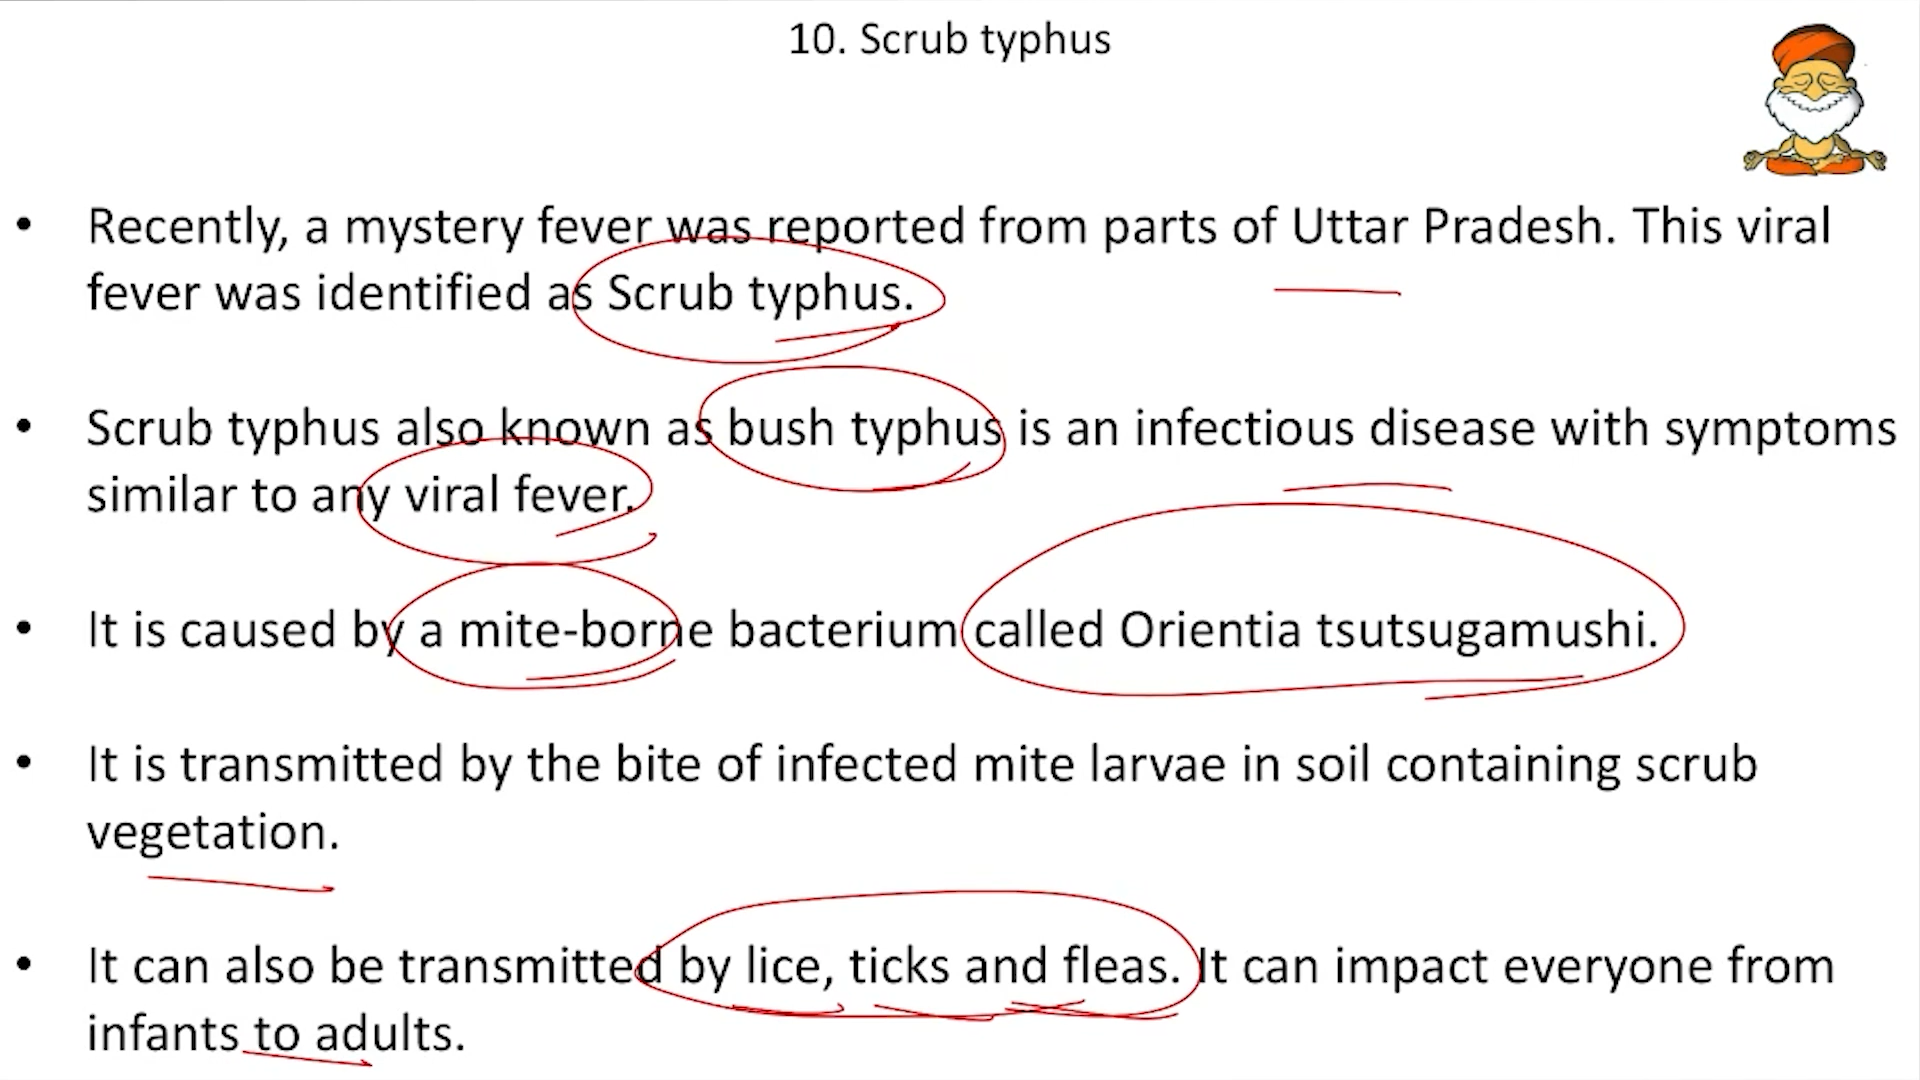 10. Scrub typhus
• Recently, a mystery fever was reported from parts of Uttar Pradesh. This viral
fever was identified as Scrub typhus.
• Scrub typhus also known as bush typhus is an infectious disease with symptoms
similar to any viral fever.
• It is caused by a mite-borne bacterium called Orientia tsutsugamushi.
• It is transmitted by the bite of infected mite larvae in soil containing scrub
vegetation.
• It can also be transmitted by lice, ticks and fleas. It can impact everyone from
infants to adults.